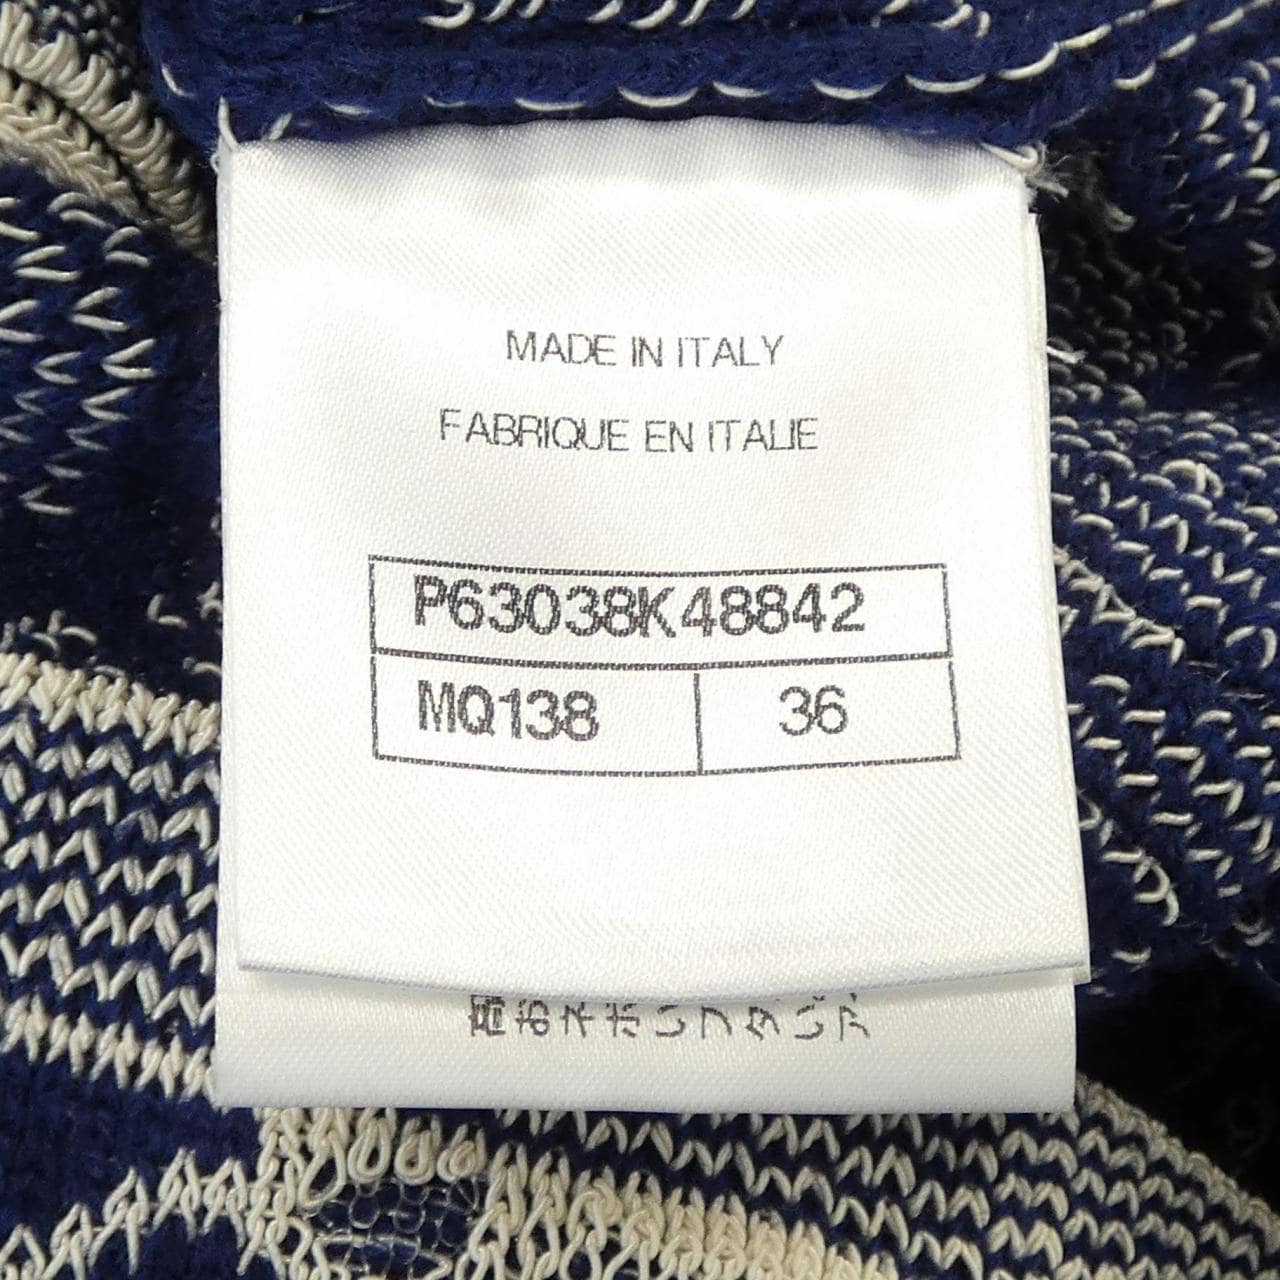 MADE IN ITALY
FABRIQUE EN ITALIE
P63038K48842
MQ138 36